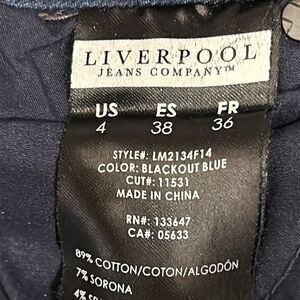 LIVERPOOL
JEANS COMPANY™
US ES FR
4 38 36
STYLE#: LM2134F14
COLOR: BLACKOUT BLUE
CUT#: 11531
MADE IN CHINA
RN#: 133647
CA#: 05633
89% COTTON/COTON/ALGODÓN
7% SORONA
4%